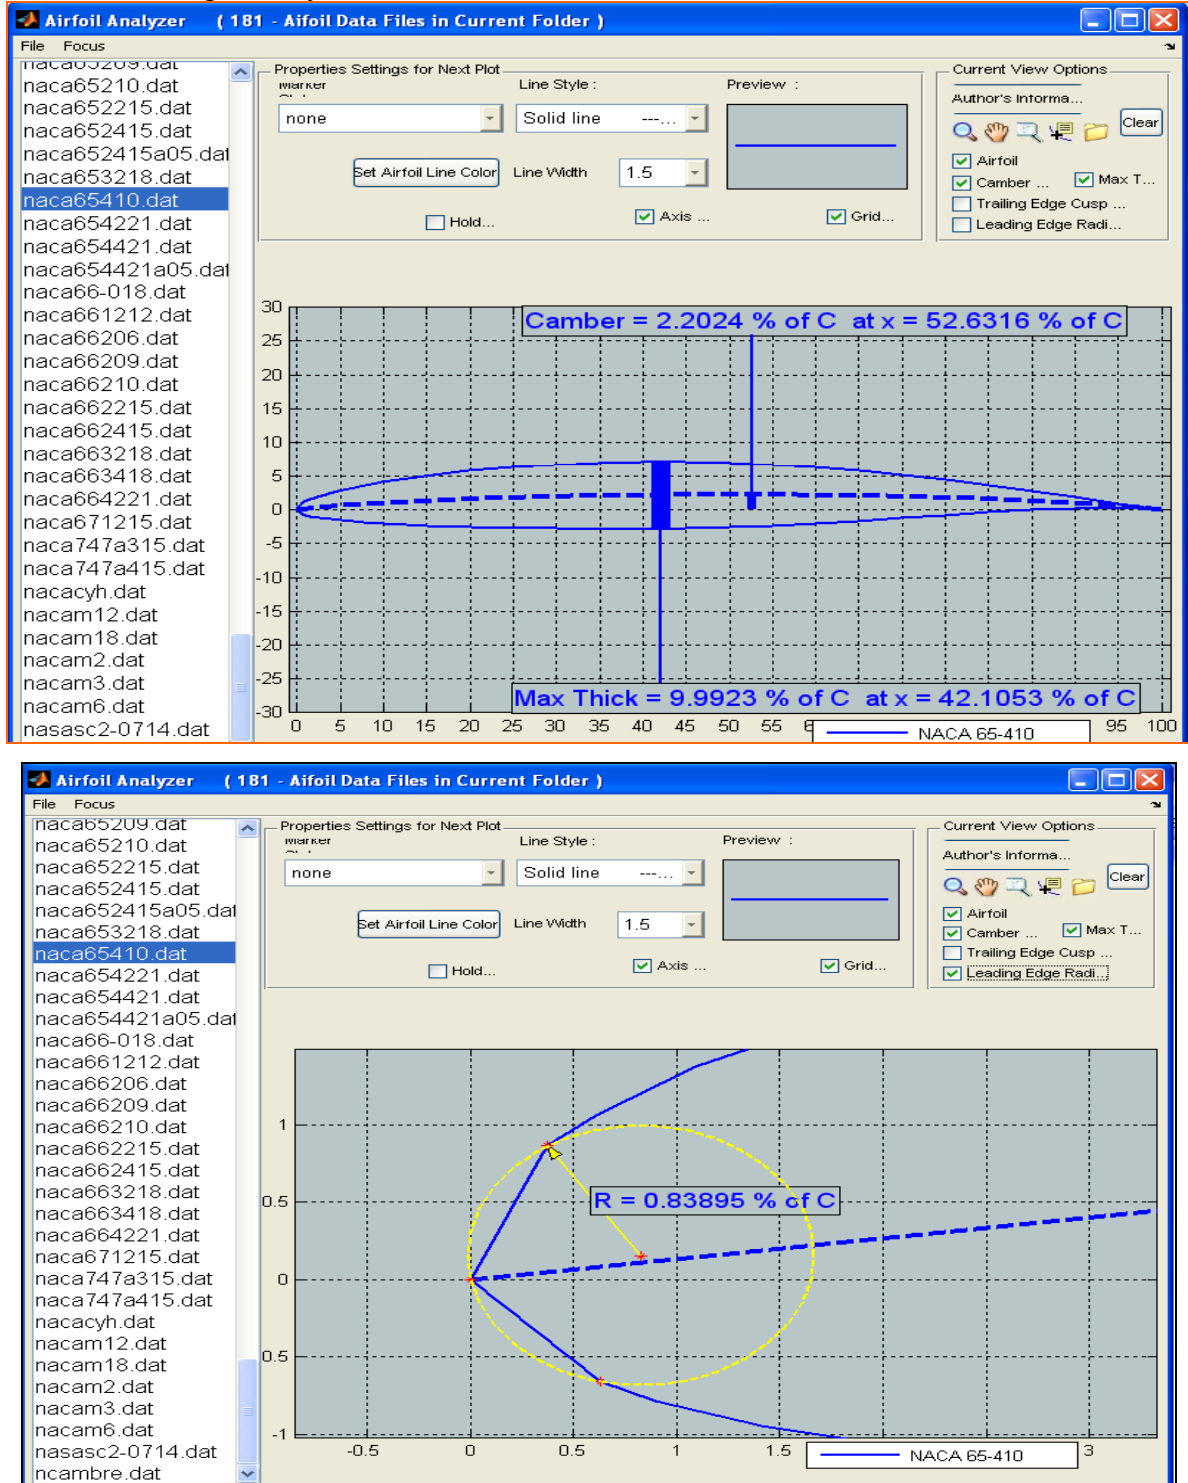 Airfoil Analyzer ( 181 - Aifoil Data Files in Current Folder )
File Focus
naca65209.dat
naca65210.dat
naca652215.dat
naca652415.dat
naca652415a05.dat
naca653218.dat
naca65410.dat
naca654221.dat
naca654421.dat
naca654421a05.dat
naca66-018.dat
naca661212.dat
naca66206.dat
naca66209.dat
naca66210.dat
naca662215.dat
naca662415.dat
naca663218.dat
naca663418.dat
naca664221.dat
naca671215.dat
naca747a315.dat
naca747a415.dat
nacacyh.dat
nacam12.dat
nacam18.dat
nacam2.dat
nacam3.dat
nacam6.dat
nasasc2-0714.dat
Properties Settings for Next Plot
Marker
Line Style :
Preview :
none
Solid line ---...
Set Airfoil Line Color
Line Width
1.5
Hold...
Axis ...
Grid...
Current View Options
Author's Informa...
Clear
Airfoil
Camber ...
Max T...
Trailing Edge Cusp ...
Leading Edge Radi...
30
25
20
15
10
5
0
-5
-10
-15
-20
-25
-30
Camber = 2.2024 % of C at x = 52.6316 % of C
Max Thick = 9.9923 % of C at x = 42.1053 % of C
0 5 10 15 20 25 30 35 40 45 50 55 95 100
NACA 65-410
Airfoil Analyzer ( 181 - Aifoil Data Files in Current Folder )
File Focus
naca65209.dat
naca65210.dat
naca652215.dat
naca652415.dat
naca652415a05.dat
naca653218.dat
naca65410.dat
naca654221.dat
naca654421.dat
naca654421a05.dat
naca66-018.dat
naca661212.dat
naca66206.dat
naca66209.dat
naca66210.dat
naca662215.dat
naca662415.dat
naca663218.dat
naca663418.dat
naca664221.dat
naca671215.dat
naca747a315.dat
naca747a415.dat
nacacyh.dat
nacam12.dat
nacam18.dat
nacam2.dat
nacam3.dat
nacam6.dat
nasasc2-0714.dat
ncambre.dat
Properties Settings for Next Plot
Marker
Line Style :
Preview :
none
Solid line ---...
Set Airfoil Line Color
Line Width
1.5
Hold...
Axis ...
Grid...
Current View Options
Author's Informa...
Clear
Airfoil
Camber ...
Max T...
Trailing Edge Cusp ...
Leading Edge Radi...
1
0.5
0
0.5
-1
R = 0.83895 % of C
-0.5 0 0.5 1 1.5 3
NACA 65-410